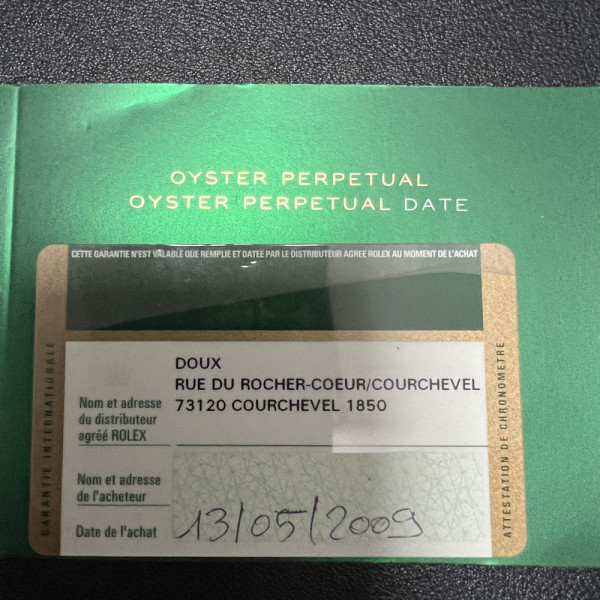 OYSTER PERPETUAL
OYSTER PERPETUAL DATE
CETTE GARANTIE N'EST VALABLE QUE REMPLIE ET DATEE PAR LE DISTRIBUTEUR AGREE ROLEX AU MOMENT DE L'ACHAT
GARANTIE INTERNATIONALE
DOUX
RUE DU ROCHER-COEUR/COURCHEVEL
73120 COURCHEVEL 1850
Nom et adresse
du distributeur
agréé ROLEX
Nom et adresse
de l'acheteur
Date de l'achat
13/05/2009
ATTESTATION DE CHRONOMETRE